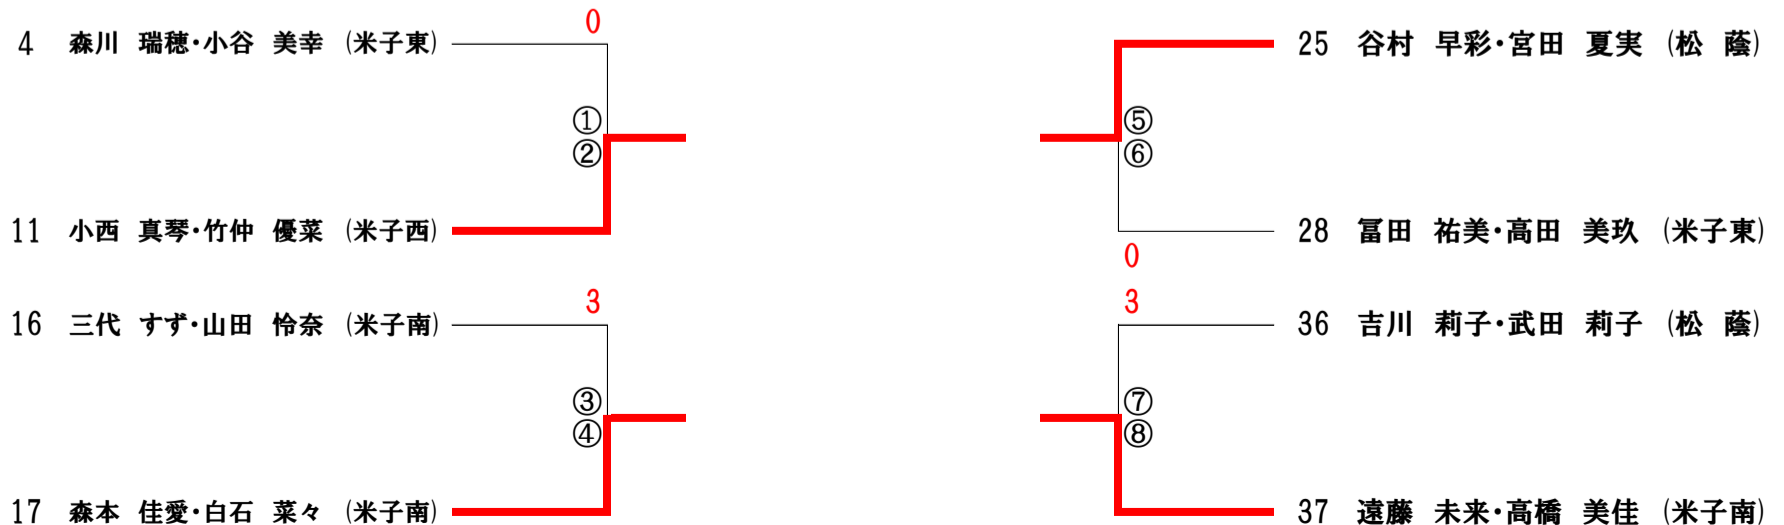 0
4 森川 瑞穂・小谷 美幸 (米子東)
①
②
11 小西 真琴・竹仲 優菜 (米子西)
3
16 三代 すず・山田 怜奈 (米子南)
③
④
17 森本 佳愛・白石 菜々 (米子南)
25 谷村 早彩・宮田 夏実 (松 蔭)
⑤
⑥
28 冨田 祐美・高田 美玖 (米子東)
0
3
36 吉川 莉子・武田 莉子 (松 蔭)
⑦
⑧
37 遠藤 未来・高橋 美佳 (米子南)